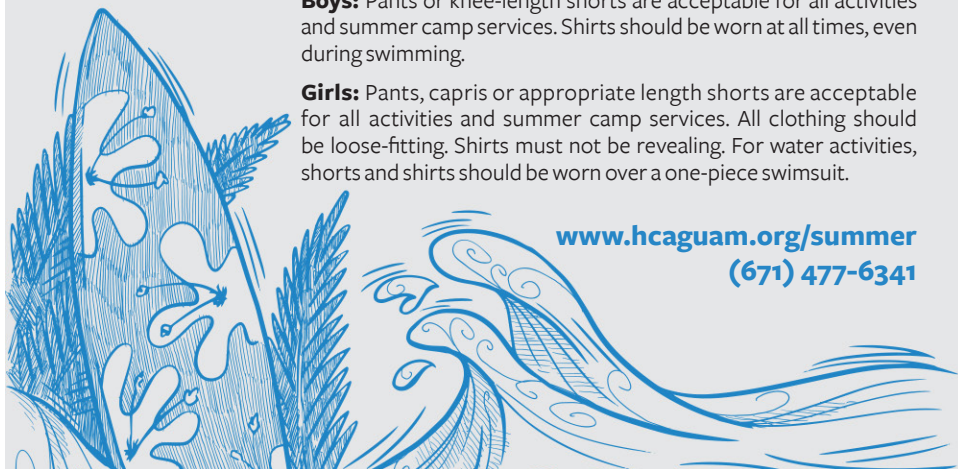 Boys: Pants or knee-length shorts are acceptable for all activities
and summer camp services. Shirts should be worn at all times, even
during swimming.
Girls: Pants, capris or appropriate length shorts are acceptable
for all activities and summer camp services. All clothing should
be loose-fitting. Shirts must not be revealing. For water activities,
shorts and shirts should be worn over a one-piece swimsuit.
www.hcaguam.org/summer
(671) 477-6341